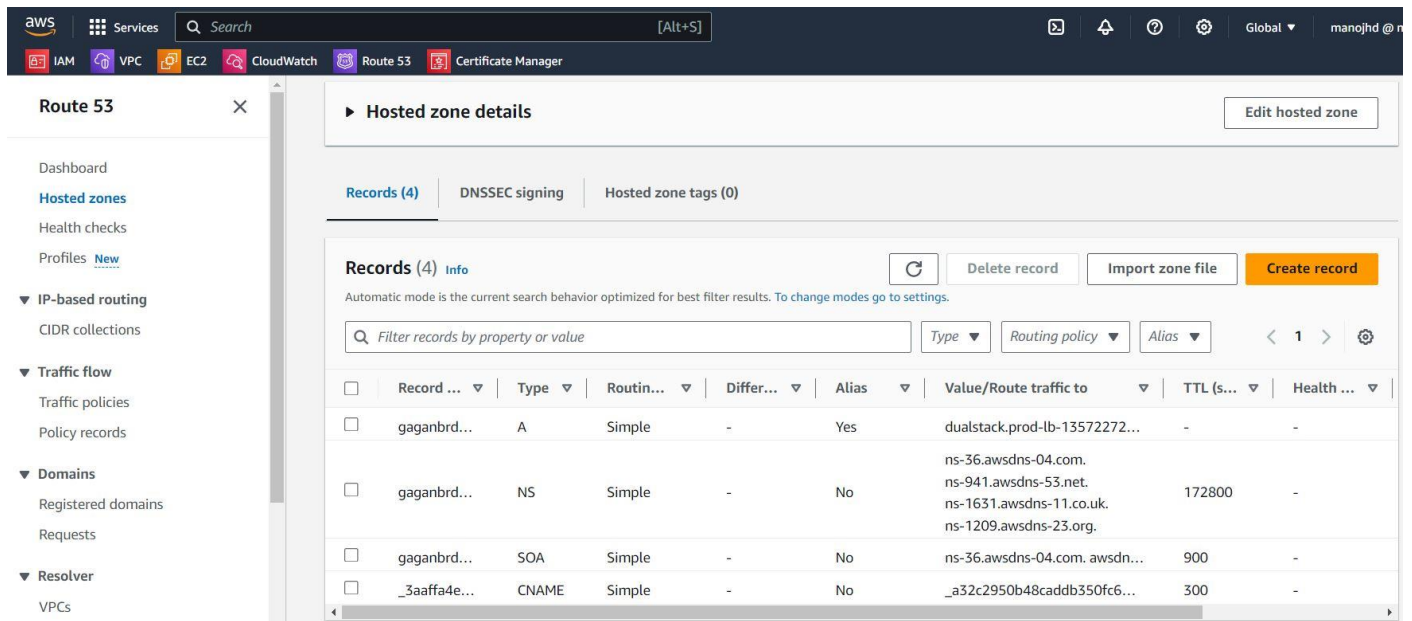 aws Services Search [Alt+S] Global ▼ manojhd @ n
IAM VPC EC2 CloudWatch Route 53 Certificate Manager
Route 53
Dashboard
Hosted zones
Health checks
Profiles New
IP-based routing
CIDR collections
Traffic flow
Traffic policies
Policy records
Domains
Registered domains
Requests
Resolver
VPCs
Hosted zone details Edit hosted zone
Records (4) DNSSEC signing Hosted zone tags (0)
Records (4) Info Delete record Import zone file Create record
Automatic mode is the current search behavior optimized for best filter results. To change modes go to settings.
Filter records by property or value Type Routing policy Alias 1
Record ... Type Routin... Differ... Alias Value/Route traffic to TTL (s... Health ...
gaganbrd... A Simple - Yes dualstack.prod-lb-13572272... - -
ns-36.awsdns-04.com.
ns-941.awsdns-53.net.
gaganbrd... NS Simple - No ns-1631.awsdns-11.co.uk. 172800 -
ns-1209.awsdns-23.org.
gaganbrd... SOA Simple - No ns-36.awsdns-04.com. awsdn... 900 -
_3aaffa4e... CNAME Simple - No _a32c2950b48caddb350fc6... 300 -